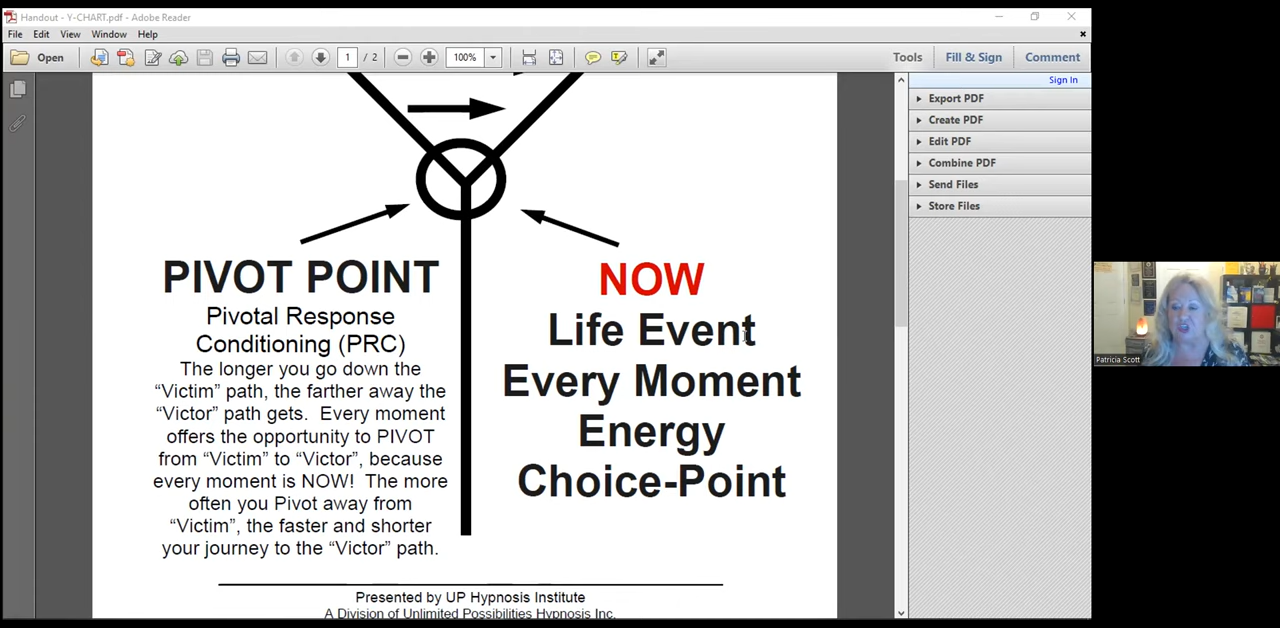 Handout - Y-CHART.pdf - Adobe Reader
File Edit View Window Help
Open 1 / 2 100% Tools Fill & Sign Comment
Sign In
Export PDF
Create PDF
Edit PDF
Combine PDF
Send Files
Store Files
PIVOT POINT
Pivotal Response
Conditioning (PRC)
The longer you go down the
“Victim” path, the farther away the
“Victor” path gets. Every moment
offers the opportunity to PIVOT
from “Victim” to “Victor”, because
every moment is NOW! The more
often you Pivot away from
“Victim”, the faster and shorter
your journey to the “Victor” path.
NOW
Life Event
Every Moment
Energy
Choice-Point
Presented by UP Hypnosis Institute
A Division of Unlimited Possibilities Hypnosis Inc.
Patricia Scott